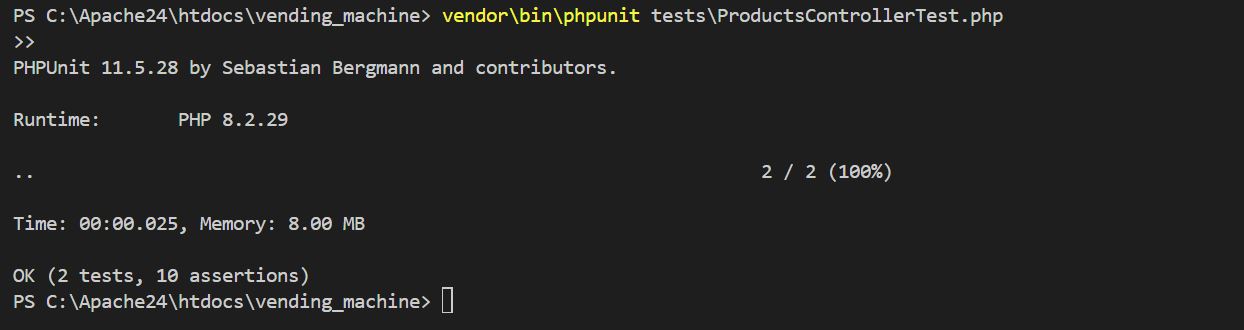 PS C:\Apache24\htdocs\vending_machine> vendor\bin\phpunit tests\ProductsControllerTest.php
>>
PHPUnit 11.5.28 by Sebastian Bergmann and contributors.
Runtime:       PHP 8.2.29
..                                                                  2 / 2 (100%)
Time: 00:00.025, Memory: 8.00 MB
OK (2 tests, 10 assertions)
PS C:\Apache24\htdocs\vending_machine>